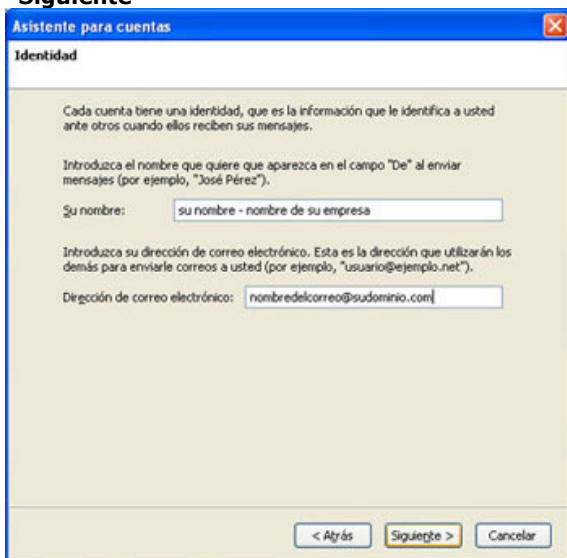 Siguiente
Asistente para cuentas
Identidad
Cada cuenta tiene una identidad, que es la información que le identifica a usted
ante otros cuando ellos reciben sus mensajes.
Introduzca el nombre que quiere que aparezca en el campo "De" al enviar
mensajes (por ejemplo, "José Pérez").
Su nombre: su nombre - nombre de su empresa
Introduzca su dirección de correo electrónico. Esta es la dirección que utilizarán los
demás para enviarle correos a usted (por ejemplo, "usuario@ejemplo.net").
Dirección de correo electrónico: nombredelcorreo@sudominio.com
< Atrás Siguiente > Cancelar